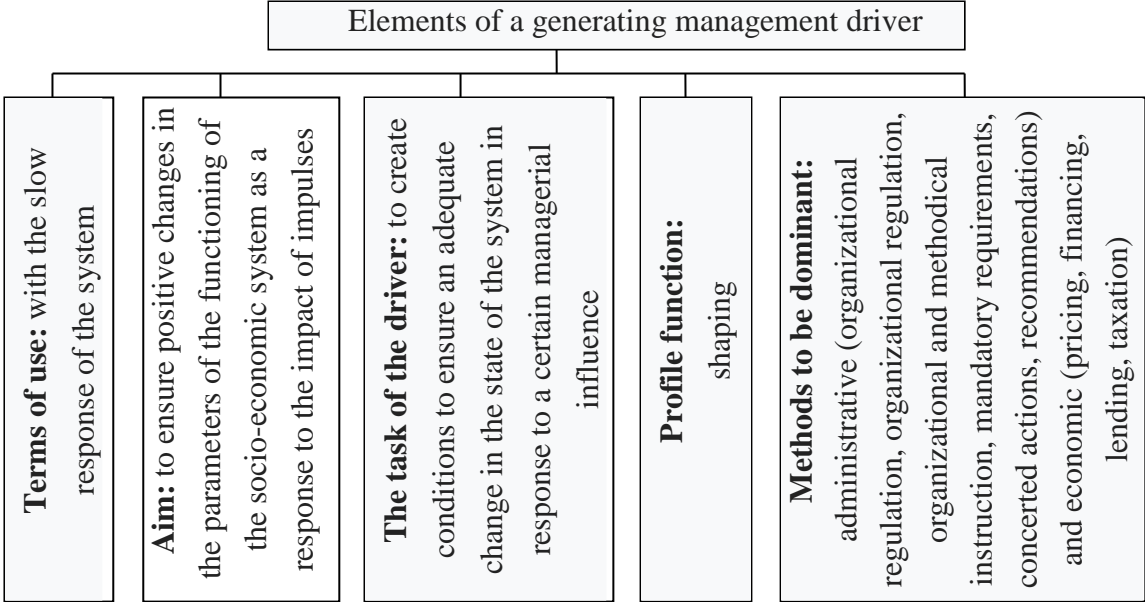 Elements of a generating management driver
Terms of use: with the slow
response of the system
Aim: to ensure positive changes in
the parameters of the functioning of
the socio-economic system as a
response to the impact of impulses
The task of the driver: to create
conditions to ensure an adequate
change in the state of the system in
response to a certain managerial
influence
Profile function:
shaping
Methods to be dominant:
administrative (organizational
regulation, organizational regulation,
organizational and methodical
instruction, mandatory requirements,
concerted actions, recommendations)
and economic (pricing, financing,
lending, taxation)